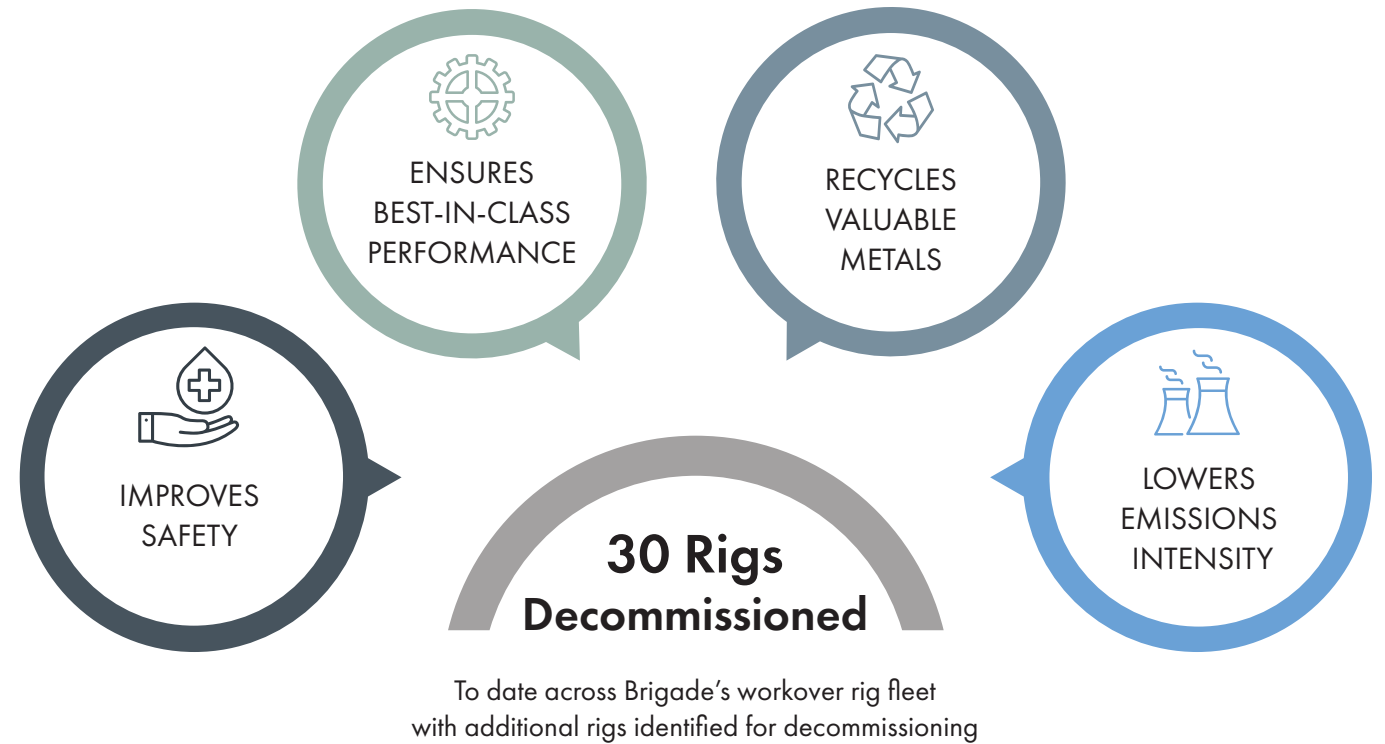 ENSURES
BEST-IN-CLASS
PERFORMANCE
RECYCLES
VALUABLE
METALS
IMPROVES
SAFETY
LOWERS
EMISSIONS
INTENSITY
30 Rigs
Decommissioned
To date across Brigade’s workover rig fleet
with additional rigs identified for decommissioning